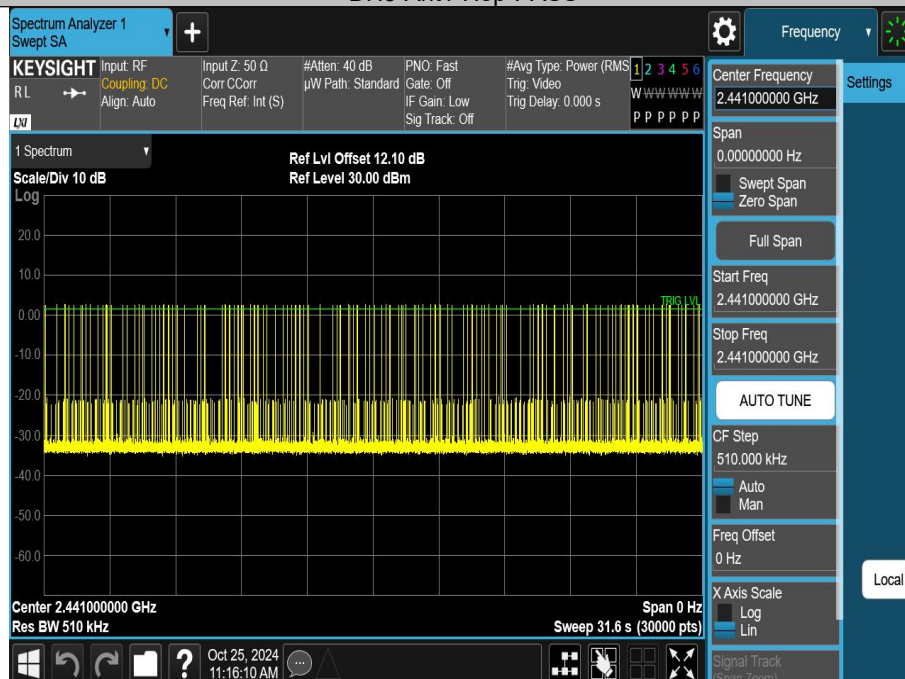 Spectrum Analyzer 1
Swept SA
Frequency
KEYSIGHT
RL
LXI
Input: RF
Coupling: DC
Align: Auto
Input Z: 50 Ω
Corr CCorr
Freq Ref: Int (S)
#Atten: 40 dB
µW Path: Standard
PNO: Fast
Gate: Off
IF Gain: Low
Sig Track: Off
#Avg Type: Power (RMS
Trig: Video
Trig Delay: 0.000 s
1 2 3 4 5 6
W W W W W W
P P P P P P
Center Frequency
2.441000000 GHz
Settings
1 Spectrum
Scale/Div 10 dB
Ref Lvl Offset 12.10 dB
Ref Level 30.00 dBm
Log
20.0
10.0
0.00
-10.0
-20.0
-30.0
-40.0
-50.0
-60.0
TRIG LVL
Span
0.00000000 Hz
Swept Span
Zero Span
Full Span
Start Freq
2.441000000 GHz
Stop Freq
2.441000000 GHz
AUTO TUNE
CF Step
510.000 kHz
Auto
Man
Freq Offset
0 Hz
Local
X Axis Scale
Log
Lin
Signal Track
(Span Zoom)
Center 2.441000000 GHz
Res BW 510 kHz
Span 0 Hz
Sweep 31.6 s (30000 pts)
?
Oct 25, 2024
11:16:10 AM